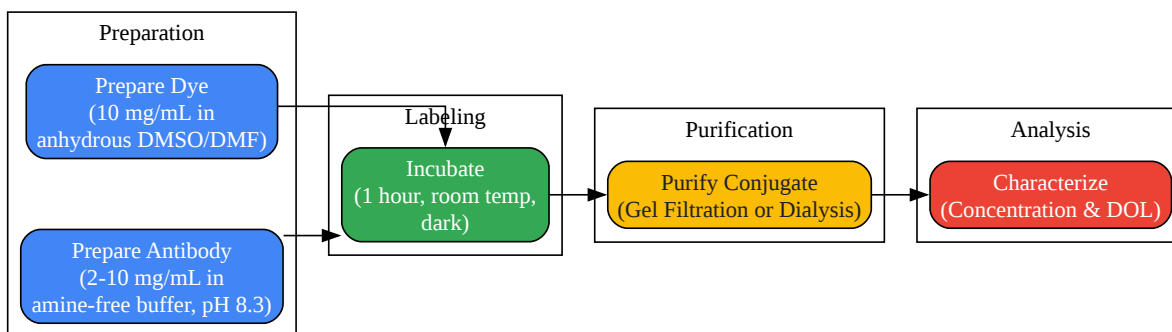 Preparation
Prepare Dye
(10 mg/mL in
anhydrous DMSO/DMF)
Prepare Antibody
(2-10 mg/mL in
amine-free buffer, pH 8.3)
Labeling
Incubate
(1 hour, room temp,
dark)
Purification
Purify Conjugate
(Gel Filtration or Dialysis)
Analysis
Characterize
(Concentration & DOL)